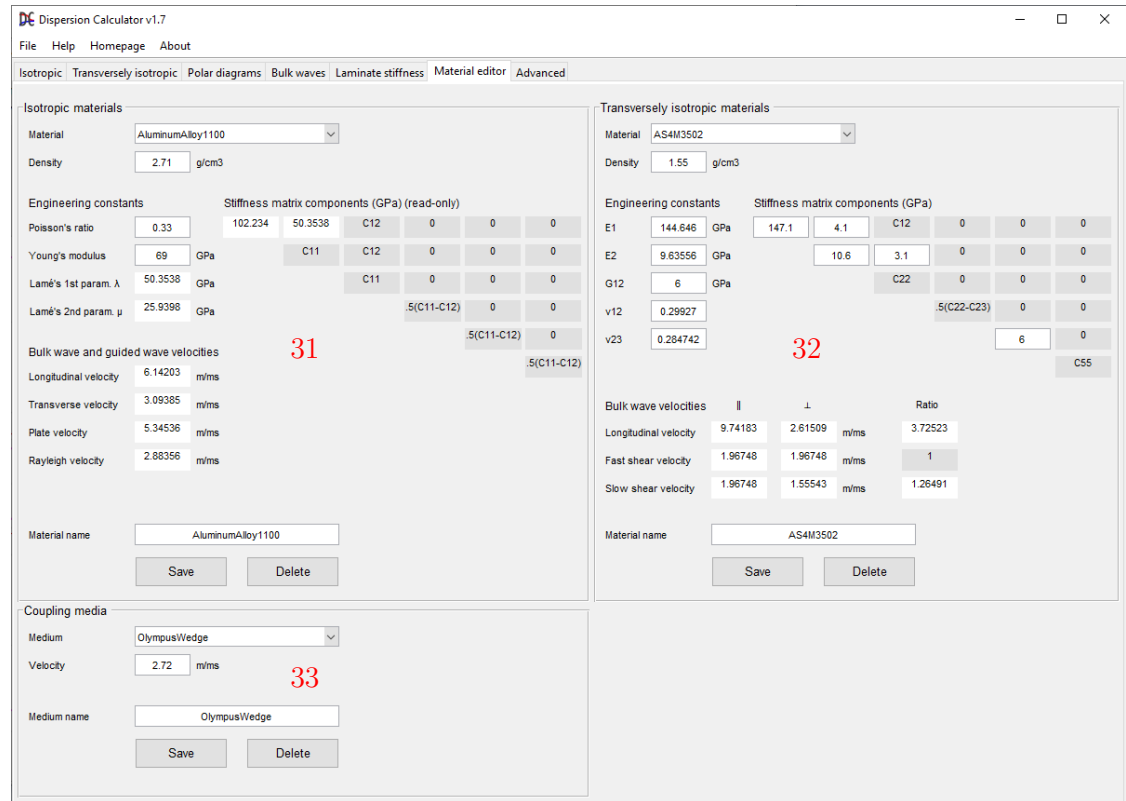 Dispersion Calculator v1.7
File Help Homepage About
Isotropic Transversely isotropic Polar diagrams Bulk waves Laminate stiffness Material editor Advanced
Isotropic materials
Material AluminumAlloy1100
Density 2.71 g/cm3
Engineering constants Stiffness matrix components (GPa) (read-only)
Poisson's ratio 0.33 102.234 50.3538 C12 0 0 0
Young's modulus 69 GPa C11 C12 0 0 0
Lamé's 1st param. λ 50.3538 GPa C11 0 0 0
Lamé's 2nd param. μ 25.9398 GPa .5(C11-C12) 0 0
.5(C11-C12) 0
31
Bulk wave and guided wave velocities
.5(C11-C12)
Longitudinal velocity 6.14203 m/ms
Transverse velocity 3.09385 m/ms
Plate velocity 5.34536 m/ms
Rayleigh velocity 2.88356 m/ms
Material name AluminumAlloy1100
Save Delete
Transversely isotropic materials
Material AS4M3502
Density 1.55 g/cm3
Engineering constants Stiffness matrix components (GPa)
E1 144.646 GPa 147.1 4.1 C12 0 0 0
E2 9.63556 GPa 10.6 3.1 0 0 0
G12 6 GPa C22 0 0 0
v12 0.29927 .5(C22-C23) 0 0
v23 0.284742 6 0
32
C55
Bulk wave velocities ∥ ⊥ Ratio
Longitudinal velocity 9.74183 2.61509 m/ms 3.72523
Fast shear velocity 1.96748 1.96748 m/ms 1
Slow shear velocity 1.96748 1.55543 m/ms 1.26491
Material name AS4M3502
Save Delete
Coupling media
Medium OlympusWedge
Velocity 2.72 m/ms
33
Medium name OlympusWedge
Save Delete